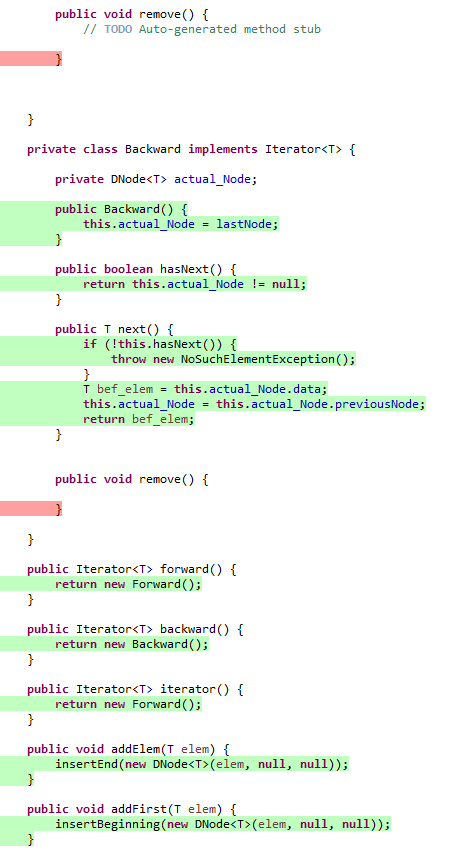 public void remove() {
// TODO Auto-generated method stub
}
}
private class Backward implements Iterator<T> {
private DNode<T> actual_Node;
public Backward() {
this.actual_Node = lastNode;
}
public boolean hasNext() {
return this.actual_Node != null;
}
public T next() {
if (!this.hasNext()) {
throw new NoSuchElementException();
}
T bef_elem = this.actual_Node.data;
this.actual_Node = this.actual_Node.previousNode;
return bef_elem;
}
public void remove() {
}
}
public Iterator<T> forward() {
return new Forward();
}
public Iterator<T> backward() {
return new Backward();
}
public Iterator<T> iterator() {
return new Forward();
}
public void addElem(T elem) {
insertEnd(new DNode<T>(elem, null, null));
}
public void addFirst(T elem) {
insertBeginning(new DNode<T>(elem, null, null));
}